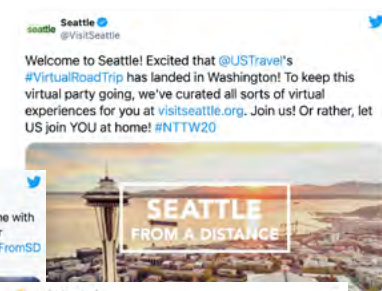 seattle Seattle
@VisitSeattle
Welcome to Seattle! Excited that @USTravel's
#VirtualRoadTrip has landed in Washington! To keep this
virtual party going, we've curated all sorts of virtual
experiences for you at visitseattle.org. Join us! Or rather, let
US join YOU at home! #NTTW20
SEATTLE
FROM A DISTANCE
with
FromSD